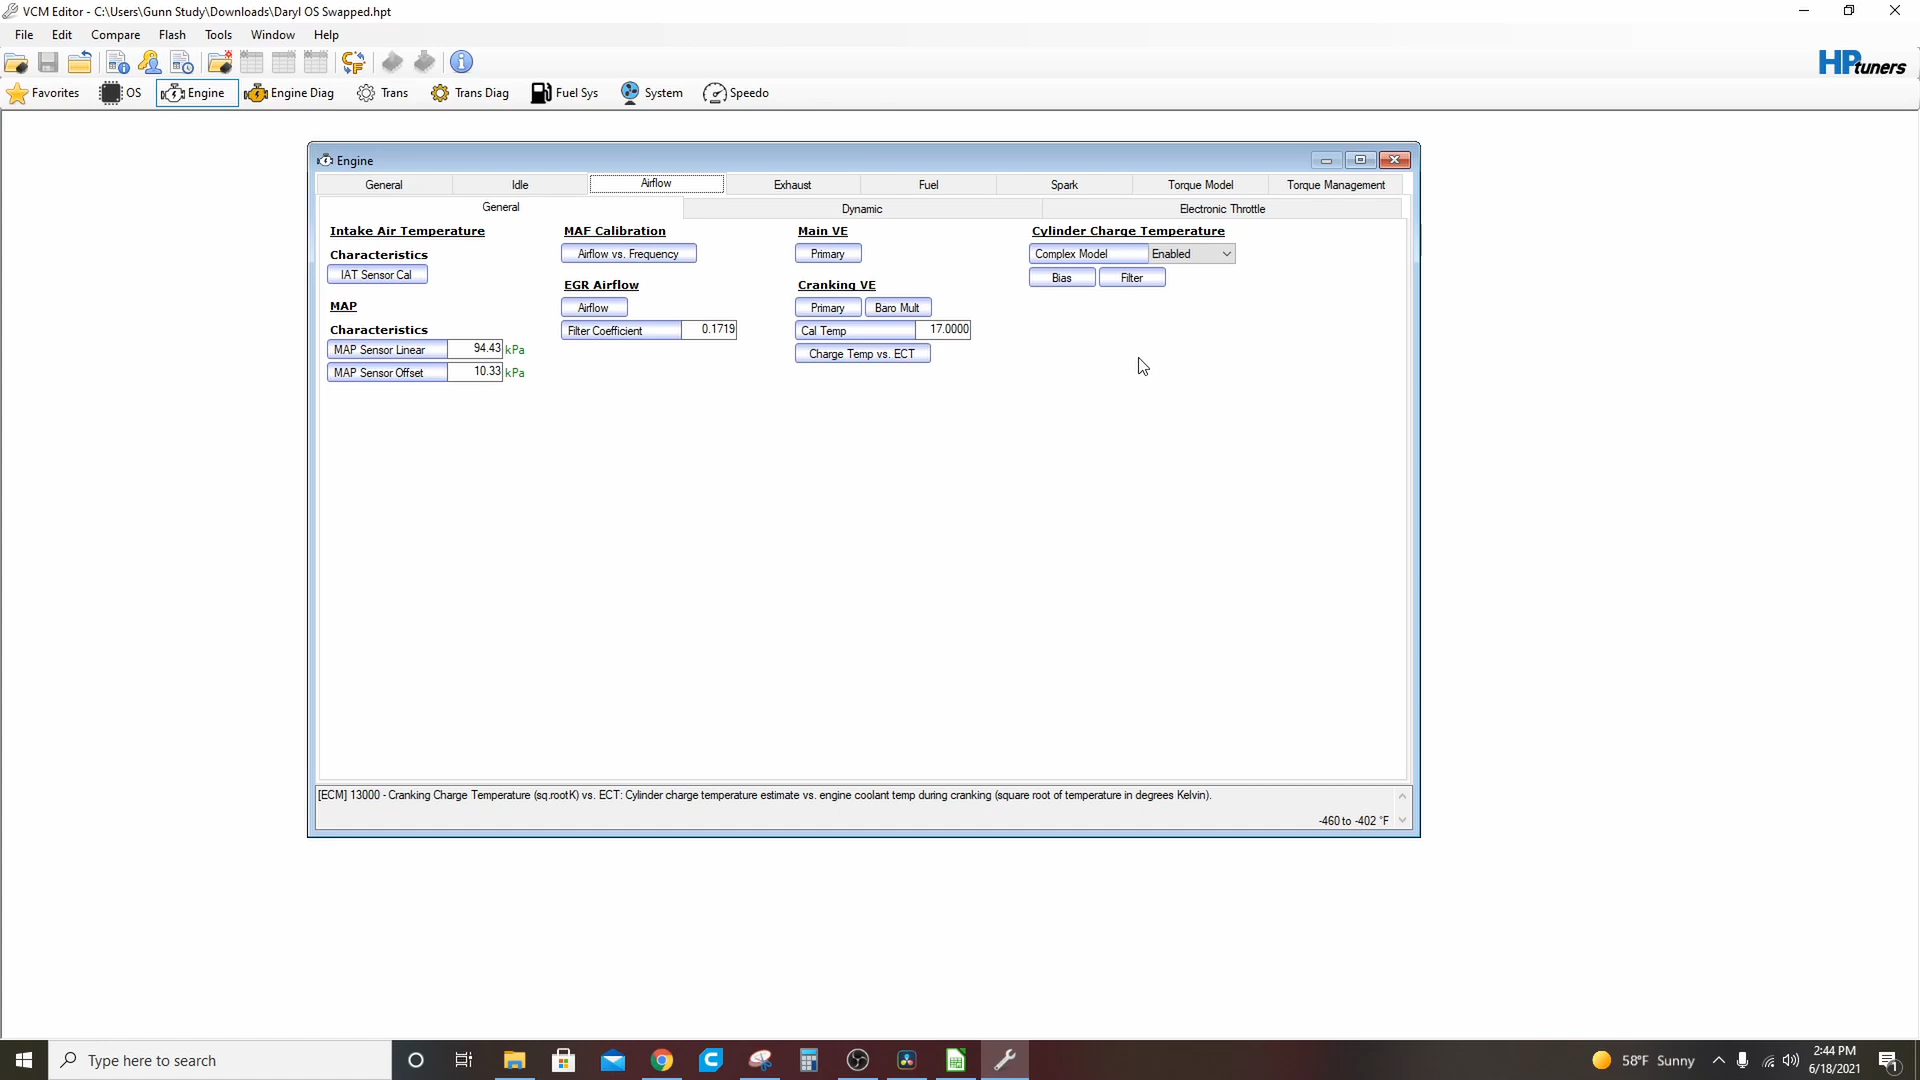 VCM Editor - C:\Users\Gunn Study\Downloads\Daryl OS Swapped.hpt
File Edit Compare Flash Tools Window Help
HPtuners
Favorites OS Engine Engine Diag Trans Trans Diag Fuel Sys System Speedo
Engine
General Idle Airflow Exhaust Fuel Spark Torque Model Torque Management
General Dynamic Electronic Throttle
Intake Air Temperature
Characteristics
IAT Sensor Cal
MAP
Characteristics
MAP Sensor Linear 94.43 kPa
MAP Sensor Offset 10.33 kPa
MAF Calibration
Airflow vs. Frequency
EGR Airflow
Airflow
Filter Coefficient 0.1719
Main VE
Primary
Cranking VE
Primary Baro Mult
Cal Temp 17.0000
Charge Temp vs. ECT
Cylinder Charge Temperature
Complex Model Enabled
Bias Filter
[ECM] 13000 - Cranking Charge Temperature (sq.rootK) vs. ECT: Cylinder charge temperature estimate vs. engine coolant temp during cranking (square root of temperature in degrees Kelvin).
-460 to -402 °F
Type here to search
58°F Sunny
2:44 PM
6/18/2021
1